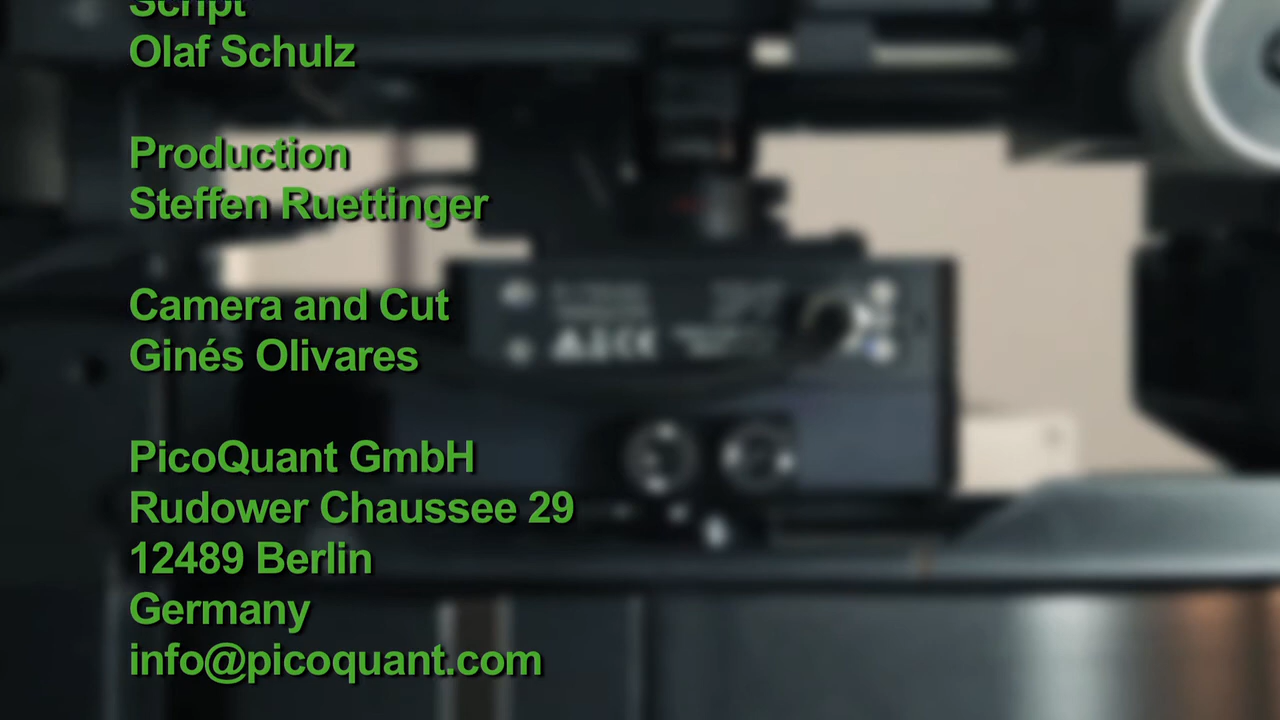 Script
Olaf Schulz
Production
Steffen Ruettinger
Camera and Cut
Ginés Olivares
PicoQuant GmbH
Rudower Chaussee 29
12489 Berlin
Germany
info@picoquant.com